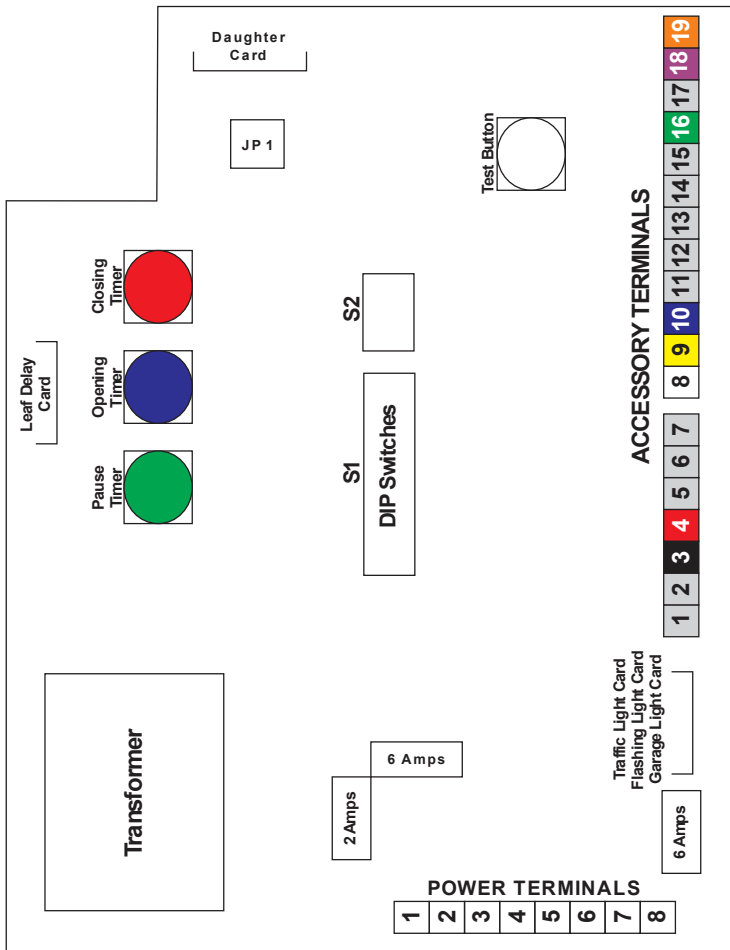 Daughter
Card
JP 1
Test Button
Closing
Timer
Opening
Timer
Pause
Timer
Leaf Delay
Card
S2
S1
DIP Switches
ACCESSORY TERMINALS
19
18
17
16
15
14
13
12
11
10
9
8
7
6
5
4
3
2
1
Transformer
6 Amps
2 Amps
Traffic Light Card
Flashing Light Card
Garage Light Card
6 Amps
POWER TERMINALS
1
2
3
4
5
6
7
8